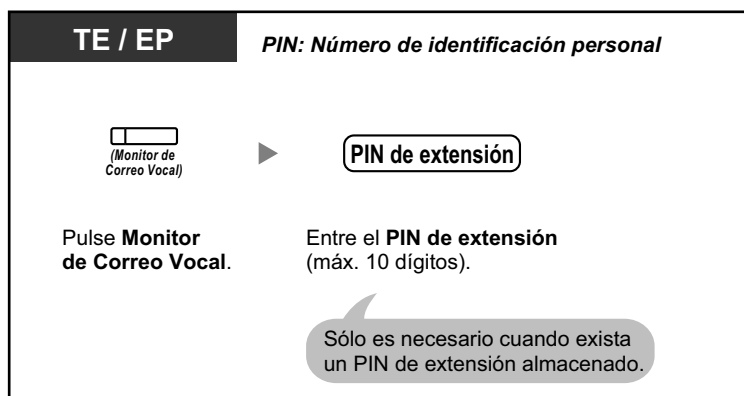 TE / EP
PIN: Número de identificación personal
(Monitor de
Correo Vocal)
PIN de extensión
Pulse Monitor
de Correo Vocal.
Entre el PIN de extensión
(máx. 10 dígitos).
Sólo es necesario cuando exista
un PIN de extensión almacenado.